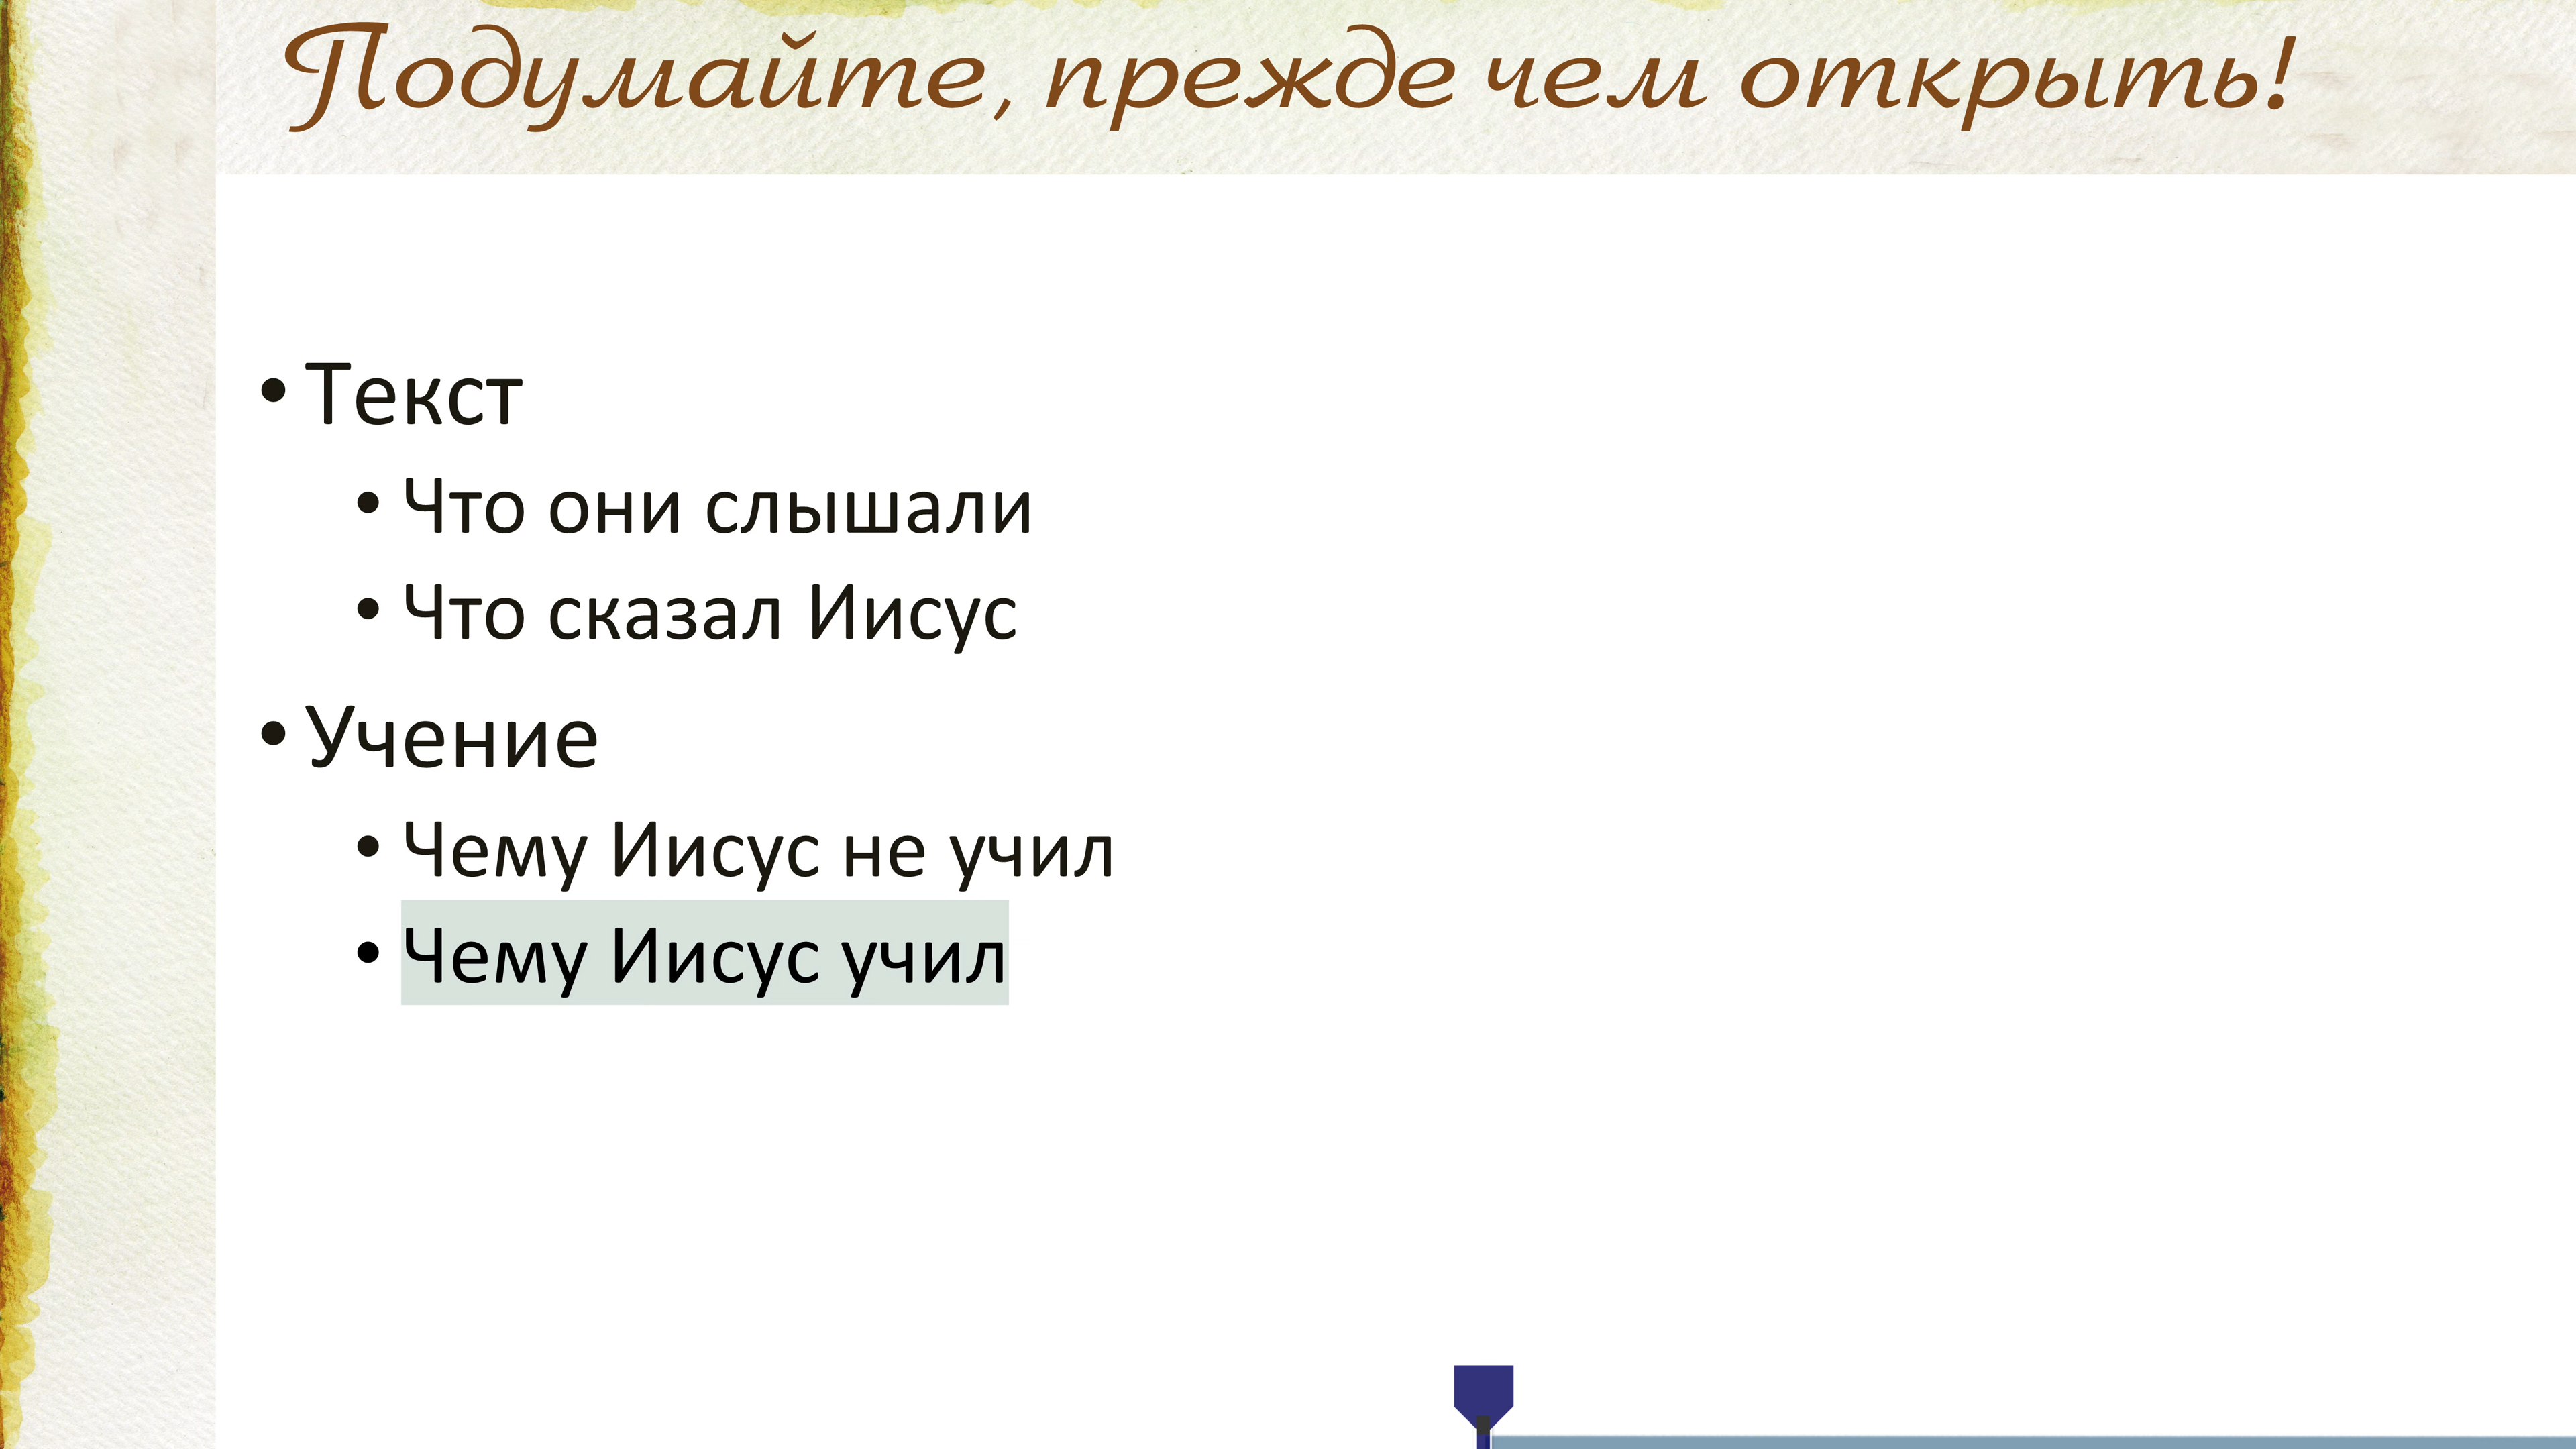 Подумайте, прежде чем открыть!
• Текст
• Что они слышали
• Что сказал Иисус
• Учение
• Чему Иисус не учил
• Чему Иисус учил